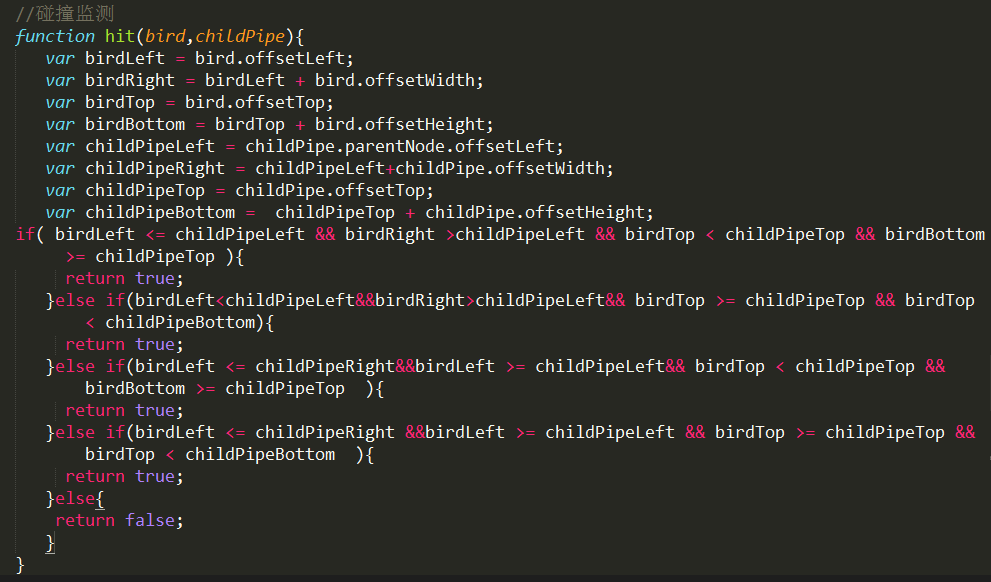 //碰撞监测
function hit(bird,childPipe){
var birdLeft = bird.offsetLeft;
var birdRight = birdLeft + bird.offsetWidth;
var birdTop = bird.offsetTop;
var birdBottom = birdTop + bird.offsetHeight;
var childPipeLeft = childPipe.parentNode.offsetLeft;
var childPipeRight = childPipeLeft+childPipe.offsetWidth;
var childPipeTop = childPipe.offsetTop;
var childPipeBottom =  childPipeTop + childPipe.offsetHeight;
if( birdLeft <= childPipeLeft && birdRight >childPipeLeft && birdTop < childPipeTop && birdBottom
>= childPipeTop ){
return true;
}else if(birdLeft<childPipeLeft&&birdRight>childPipeLeft&& birdTop >= childPipeTop && birdTop
< childPipeBottom){
return true;
}else if(birdLeft <= childPipeRight&&birdLeft >= childPipeLeft&& birdTop < childPipeTop &&
birdBottom >= childPipeTop  ){
return true;
}else if(birdLeft <= childPipeRight &&birdLeft >= childPipeLeft && birdTop >= childPipeTop &&
birdTop < childPipeBottom  ){
return true;
}else{
return false;
}
}